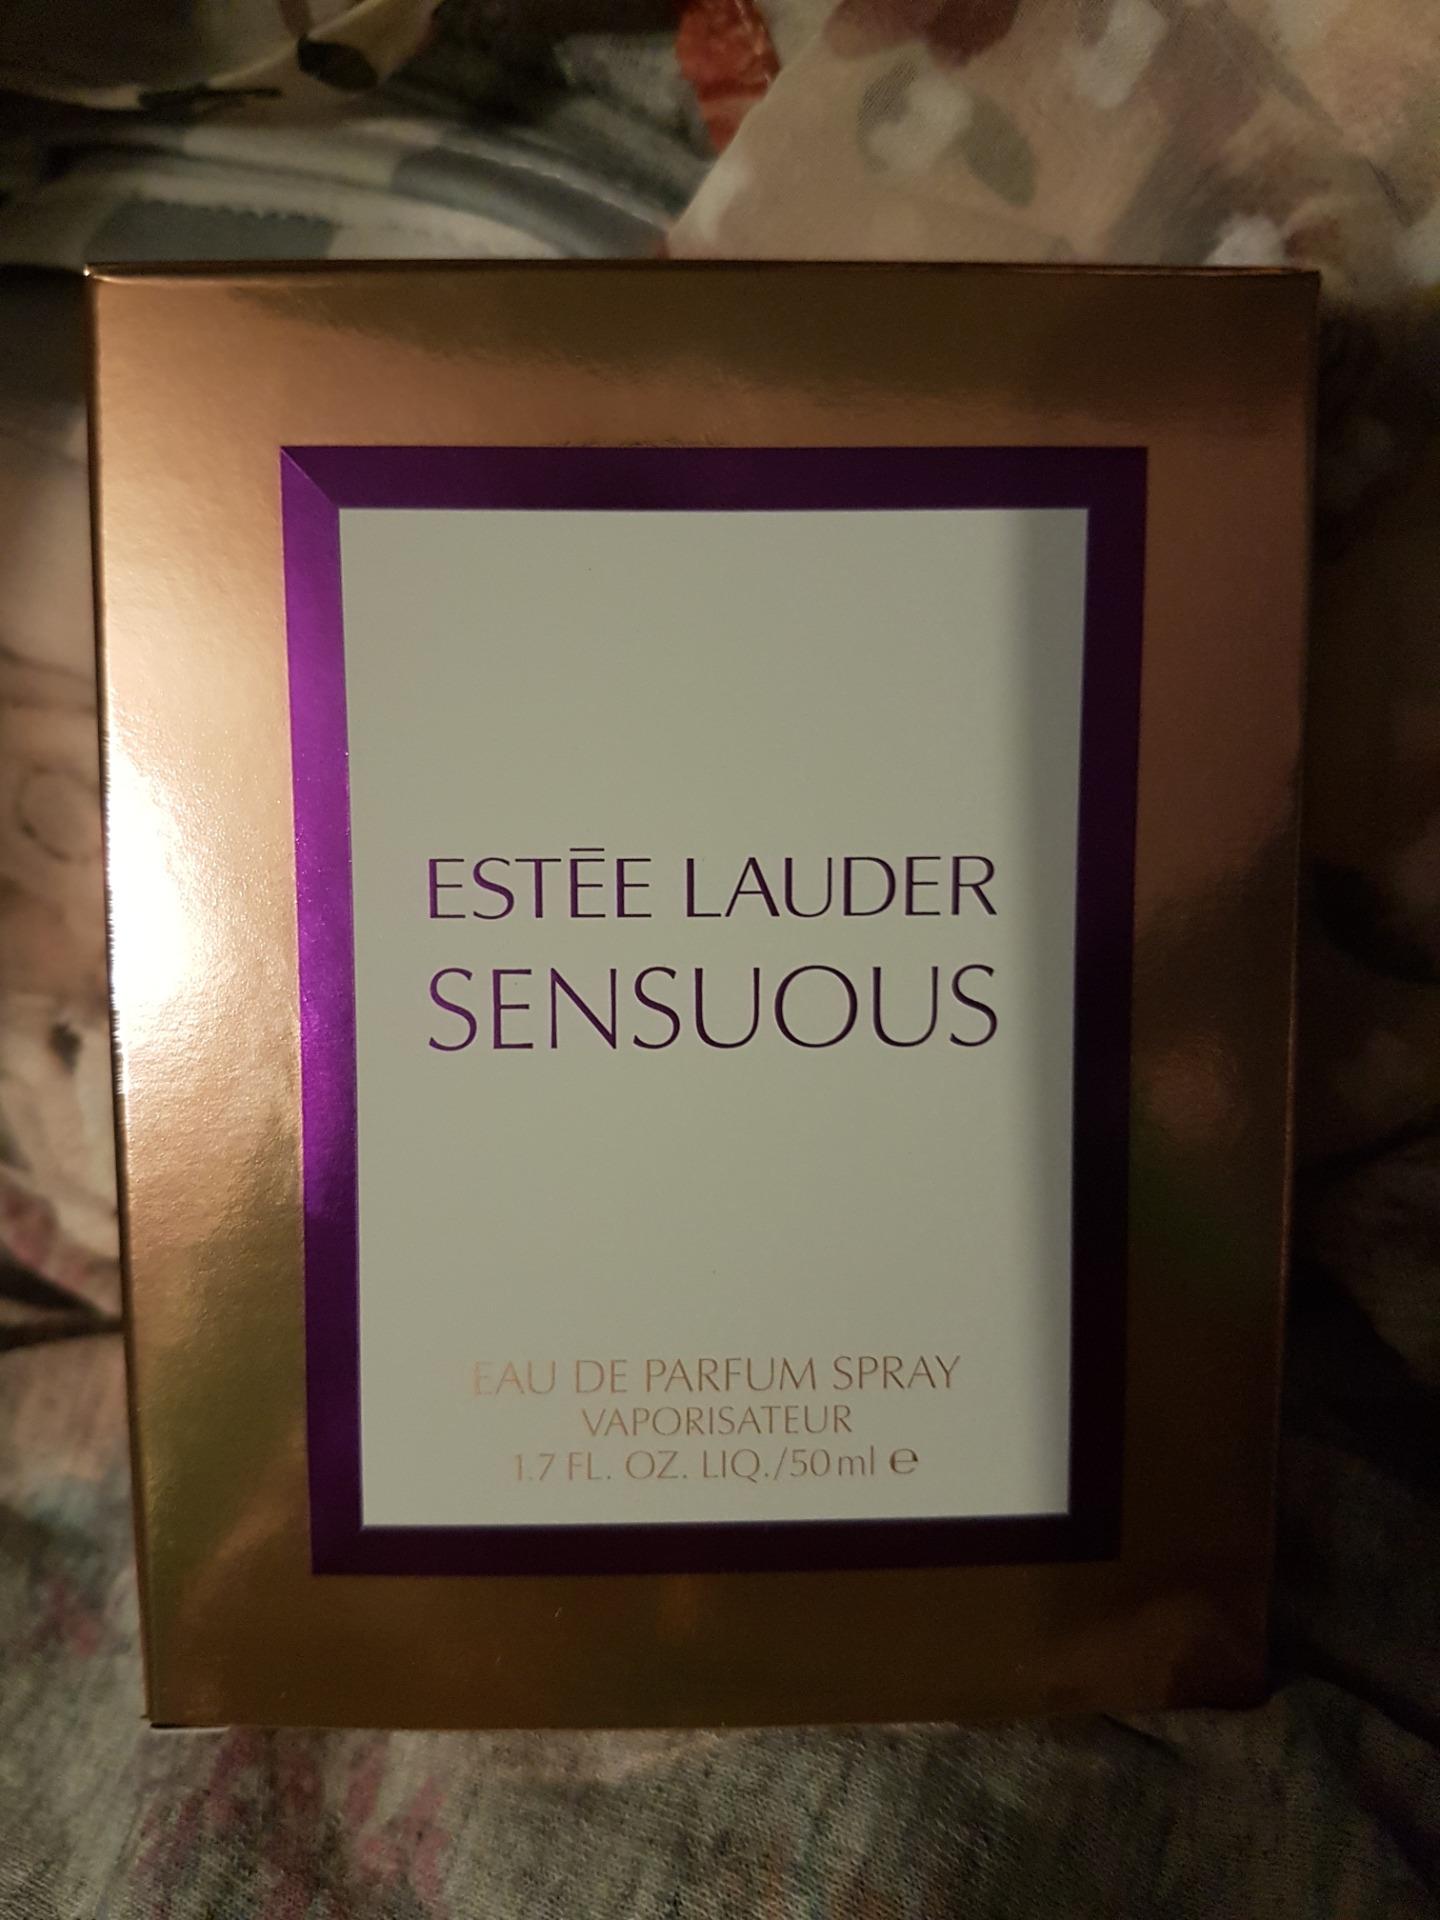 ESTĒE LAUDER
SENSUOUS
EAU DE PARFUM SPRAY
VAPORISATEUR
1.7 FL. OZ. LIQ./50ml ℮